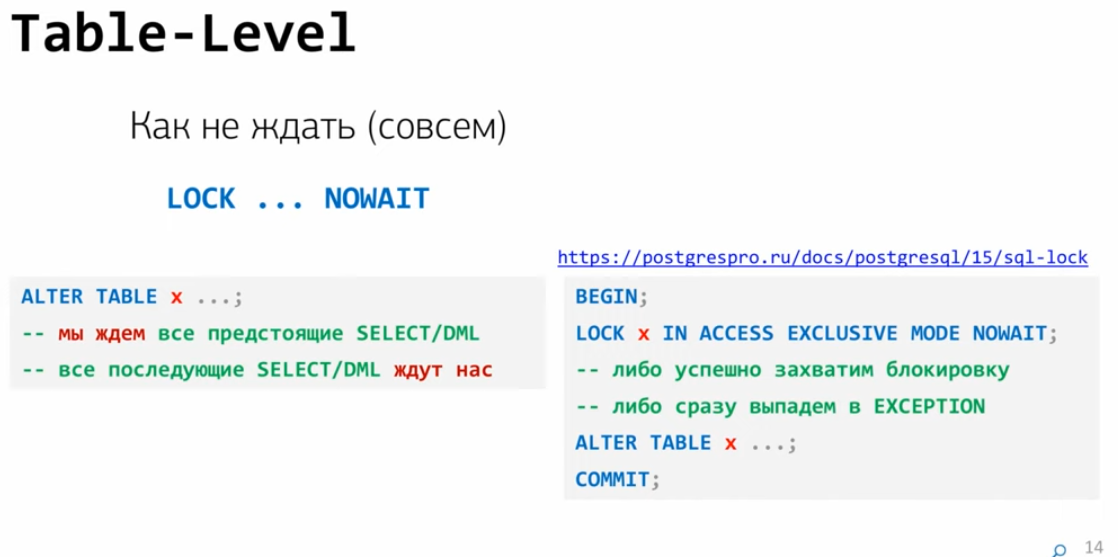 Table-Level
Как не ждать (совсем)
LOCK ... NOWAIT
https://postgrespro.ru/docs/postgresql/15/sql-lock
ALTER TABLE x ...;
-- мы ждем все предстоящие SELECT/DML
-- все последующие SELECT/DML ждут нас
BEGIN;
LOCK x IN ACCESS EXCLUSIVE MODE NOWAIT;
-- либо успешно захватим блокировку
-- либо сразу выпадем в EXCEPTION
ALTER TABLE x ...;
COMMIT;
14